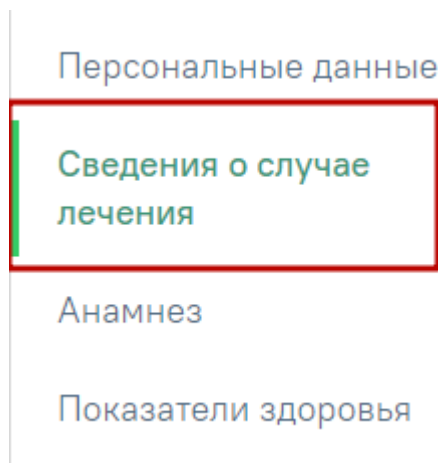 Персональные данные
Сведения о случае
лечения
Анамнез
Показатели здоровья